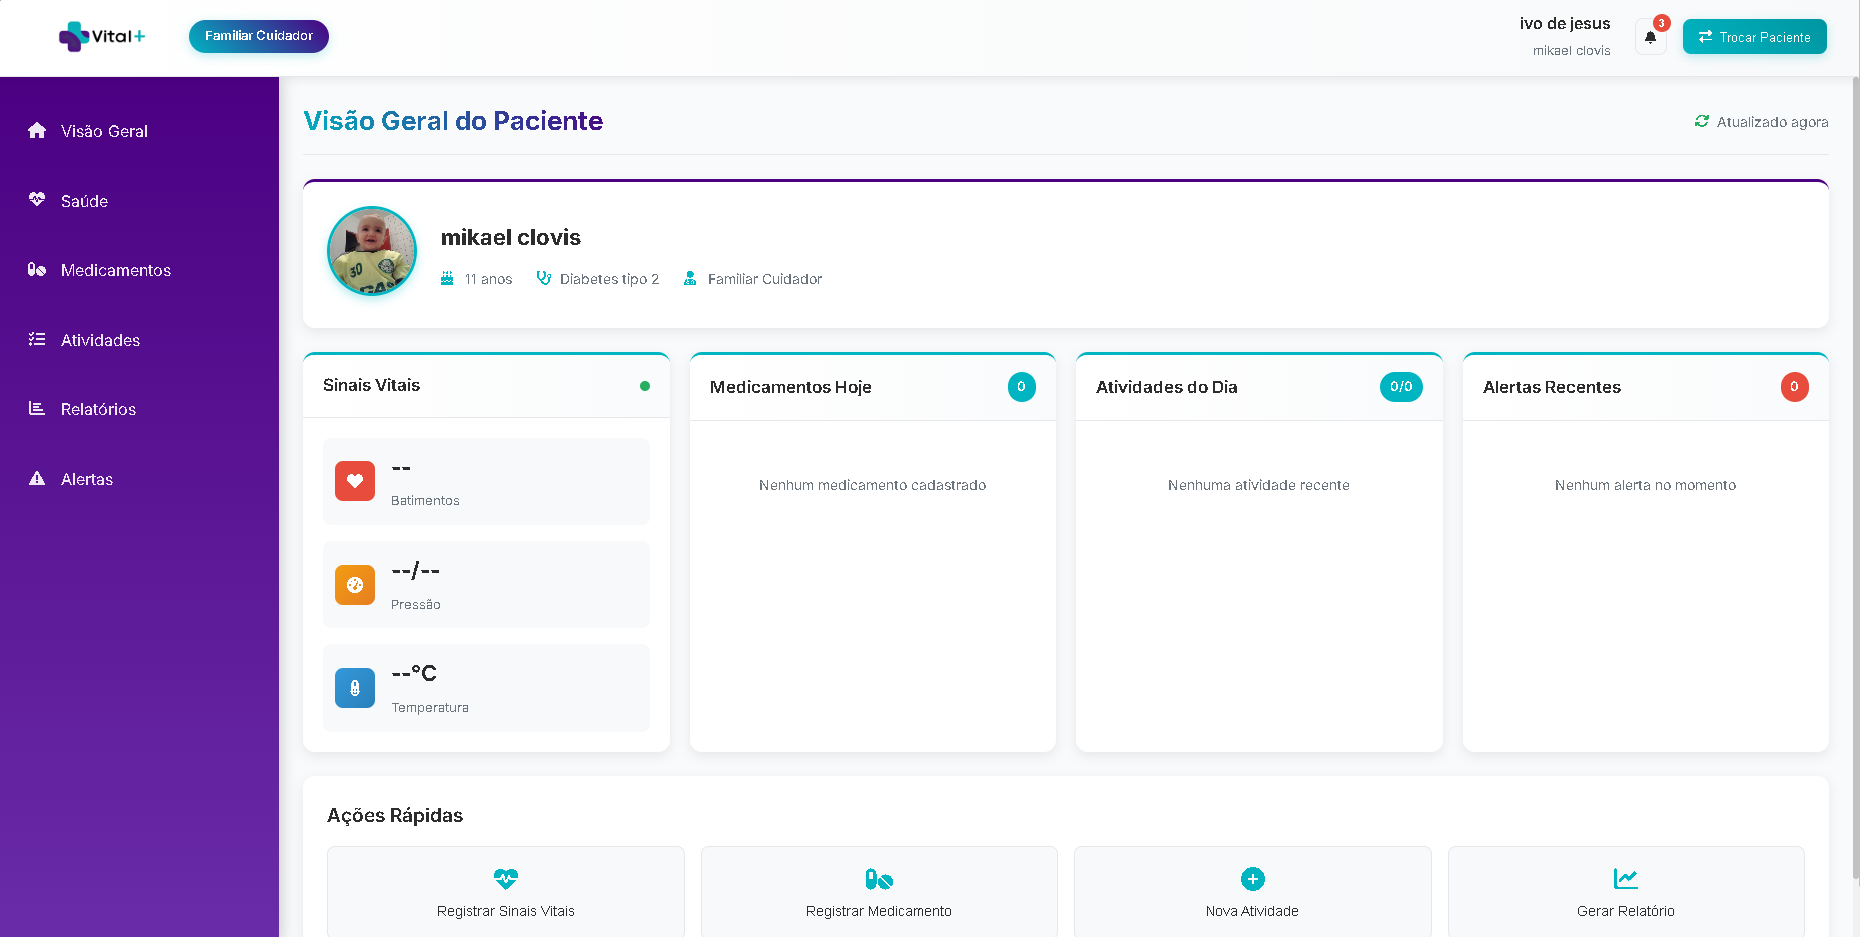 Vital+
Familiar Cuidador
ivo de jesus
mikael clovis
3
Trocar Paciente
Visão Geral
Saúde
Medicamentos
Atividades
Relatórios
Alertas
Visão Geral do Paciente
Atualizado agora
mikael clovis
11 anos
Diabetes tipo 2
Familiar Cuidador
Sinais Vitais
--
Batimentos
--/--
Pressão
--°C
Temperatura
Medicamentos Hoje
0
Nenhum medicamento cadastrado
Atividades do Dia
0/0
Nenhuma atividade recente
Alertas Recentes
0
Nenhum alerta no momento
Ações Rápidas
Registrar Sinais Vitais
Registrar Medicamento
Nova Atividade
Gerar Relatório